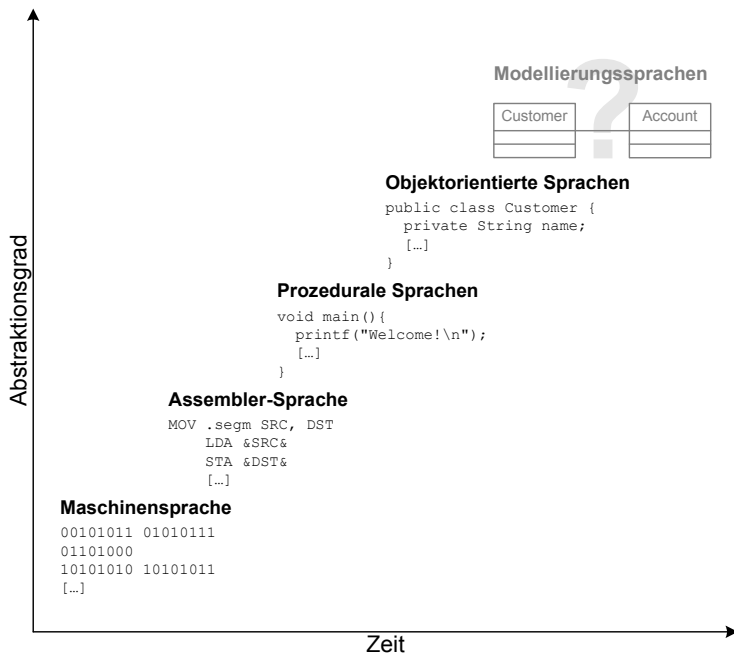 Modellierungssprachen
?
Customer Account
Objektorientierte Sprachen
public class Customer {
private String name;
[…]
}
Prozedurale Sprachen
void main(){
printf("Welcome!\n");
[…]
}
Assembler-Sprache
MOV .segm SRC, DST
LDA &SRC&
STA &DST&
[…]
Maschinensprache
00101011 01010111
01101000
10101010 10101011
[…]
Abstraktionsgrad
Zeit